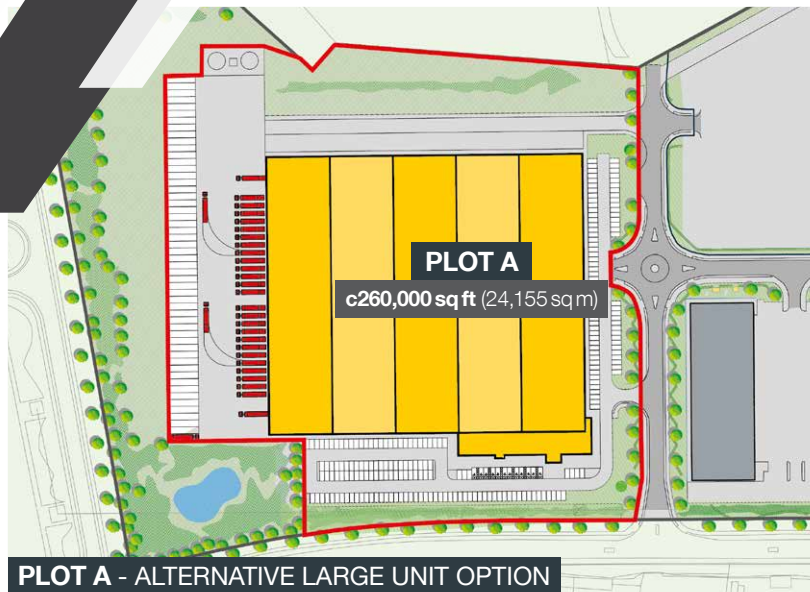 PLOT A
c260,000 sq ft (24,155 sq m)
PLOT A - ALTERNATIVE LARGE UNIT OPTION